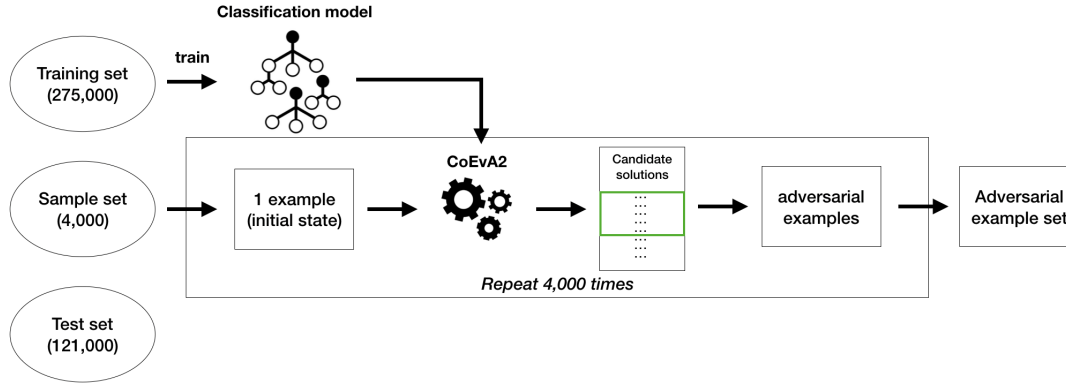 Classification model
train
Training set
(275,000)
CoEvA2
Candidate
solutions
...
...
...
...
...
...
...
Sample set
(4,000)
1 example
(initial state)
adversarial
examples
Adversarial
example set
Repeat 4,000 times
Test set
(121,000)